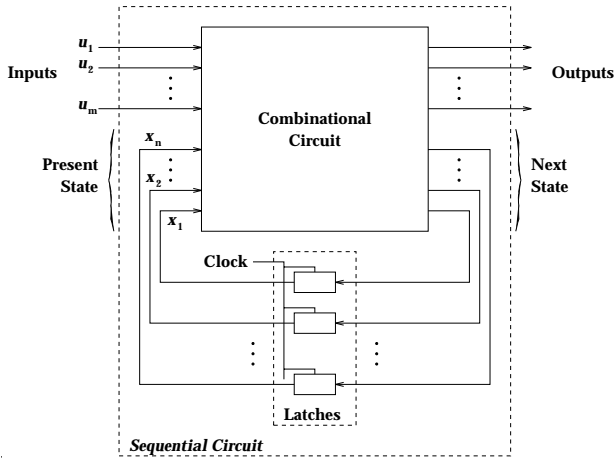 u1
u2
Inputs
Outputs
um
Combinational
Circuit
xn
Present
State
Next
State
x2
x1
Clock
Latches
Sequential Circuit